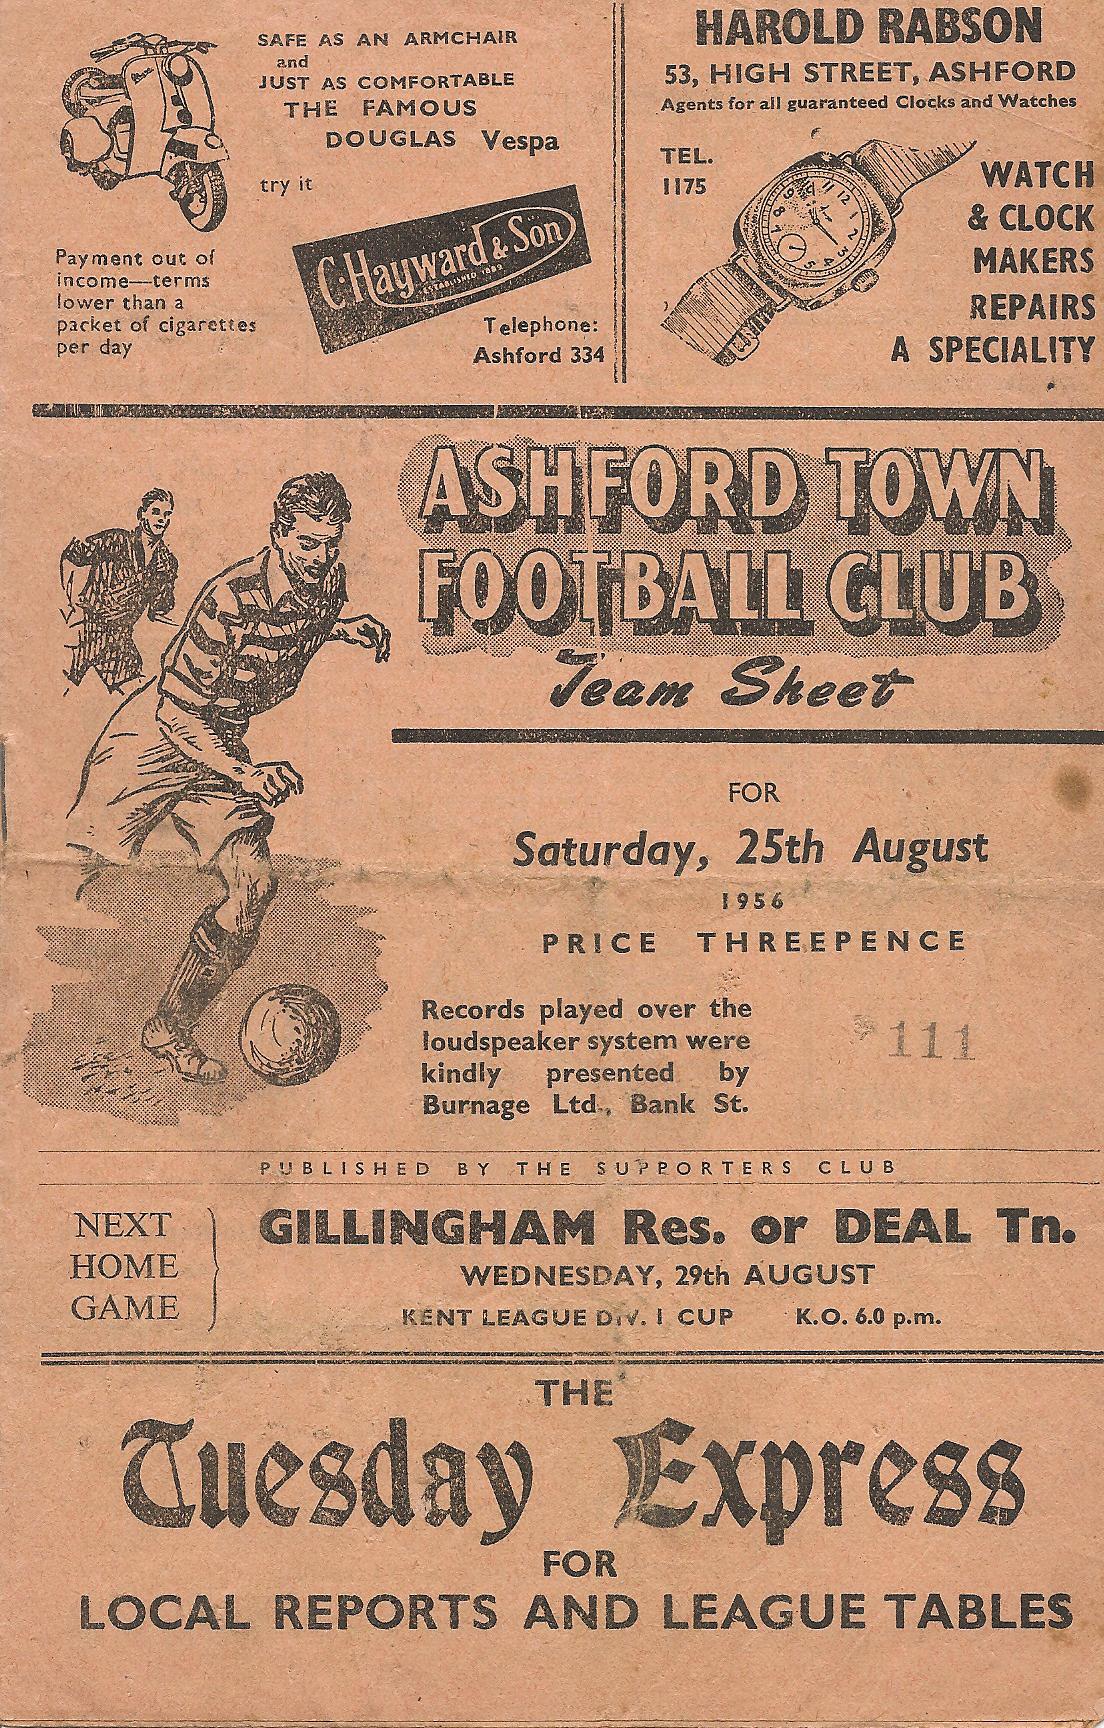 SAFE AS AN ARMCHAIR
and
JUST AS COMFORTABLE
THE FAMOUS
DOUGLAS Vespa
try it
C. Hayward & Son
ESTABLISHED
Payment out of
income—terms
lower than a
packet of cigarettes
per day
Telephone:
Ashford 334
HAROLD RABSON
53, HIGH STREET, ASHFORD
Agents for all guaranteed Clocks and Watches
TEL.
1175
WATCH
& CLOCK
MAKERS
REPAIRS
A SPECIALITY
ASHFORD TOWN
FOOTBALL CLUB
Team Sheet
FOR
Saturday, 25th August
1956
PRICE THREEPENCE
Records played over the
loudspeaker system were
kindly presented by
Burnage Ltd., Bank St.
111
PUBLISHED BY THE SUPPORTERS CLUB
NEXT
HOME
GAME
GILLINGHAM Res. or DEAL Tn.
WEDNESDAY, 29th AUGUST
KENT LEAGUE DIV. 1 CUP K.O. 6.0 p.m.
THE
Tuesday Express
FOR
LOCAL REPORTS AND LEAGUE TABLES